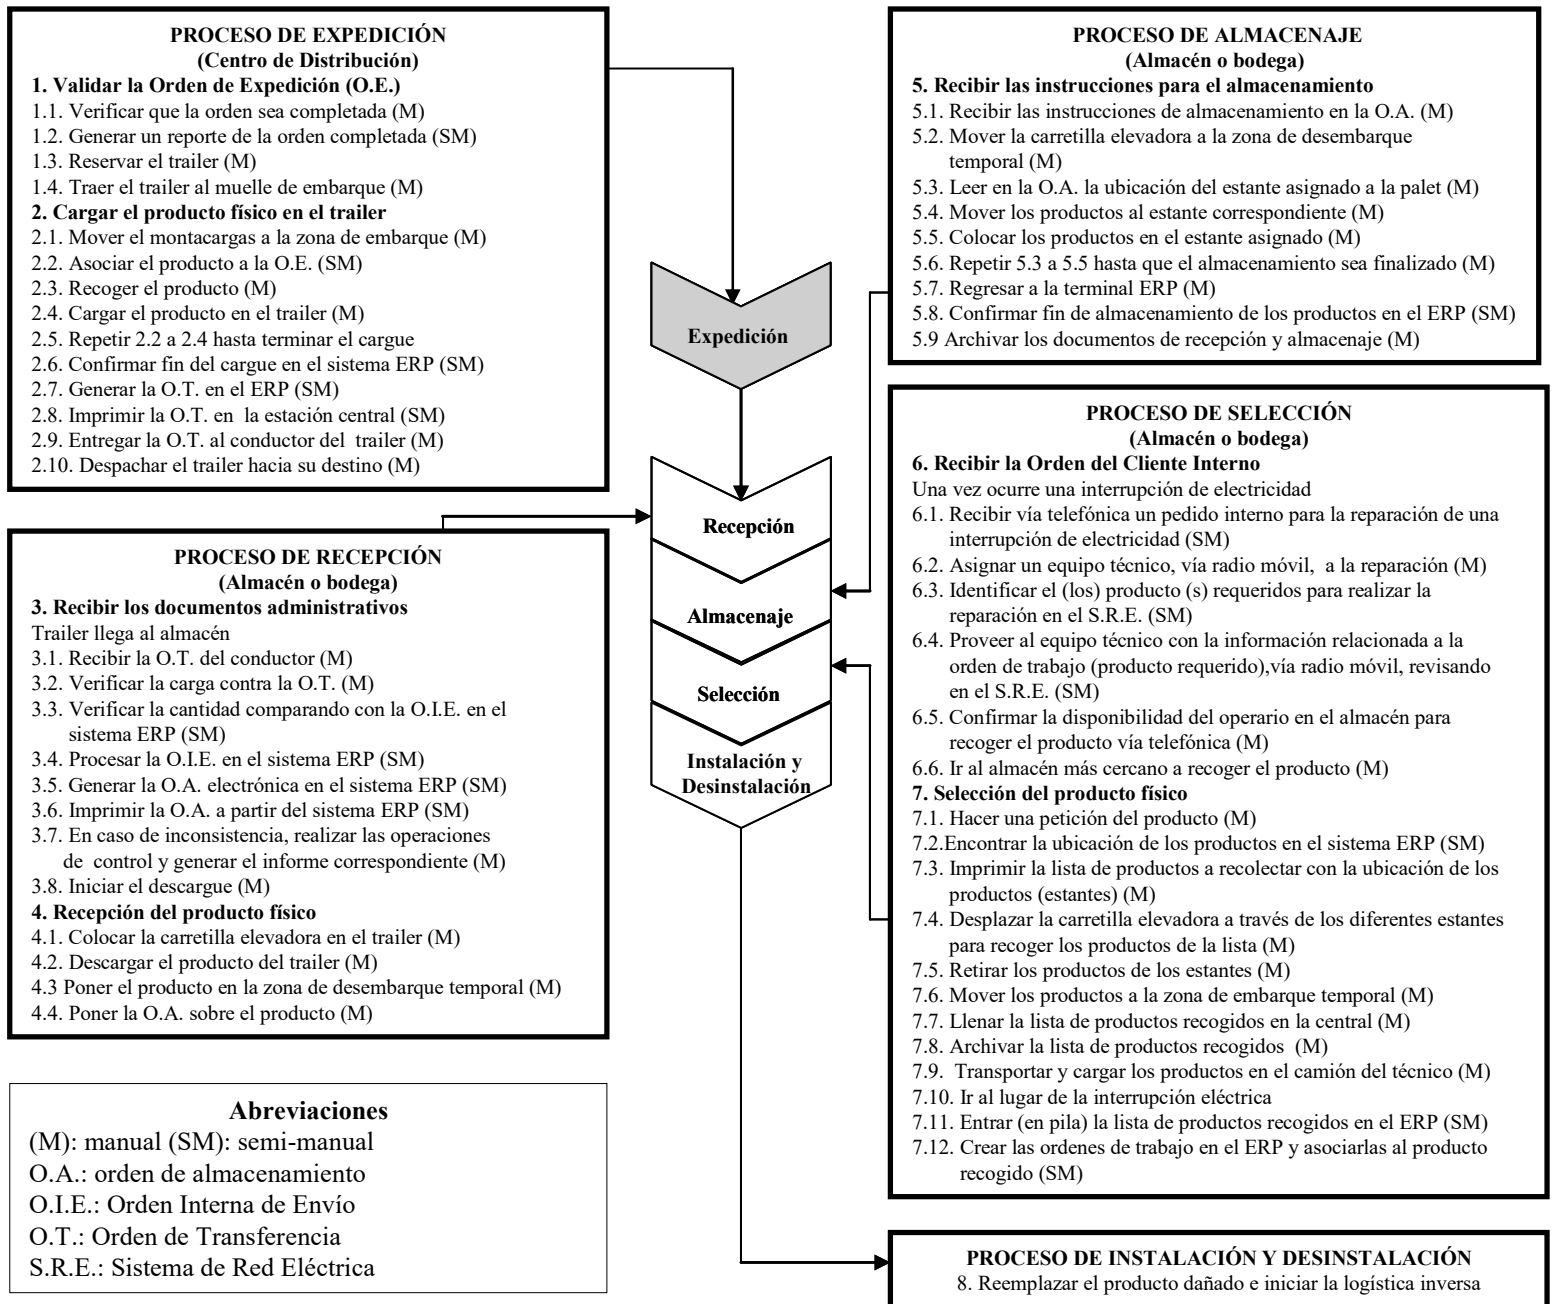 PROCESO DE EXPEDICIÓN
(Centro de Distribución)
1. Validar la Orden de Expedición (O.E.)
1.1. Verificar que la orden sea completada (M)
1.2. Generar un reporte de la orden completada (SM)
1.3. Reservar el trailer (M)
1.4. Traer el trailer al muelle de embarque (M)
2. Cargar el producto físico en el trailer
2.1. Mover el montacargas a la zona de embarque (M)
2.2. Asociar el producto a la O.E. (SM)
2.3. Recoger el producto (M)
2.4. Cargar el producto en el trailer (M)
2.5. Repetir 2.2 a 2.4 hasta terminar el cargue
2.6. Confirmar fin del cargue en el sistema ERP (SM)
2.7. Generar la O.T. en el ERP (SM)
2.8. Imprimir la O.T. en la estación central (SM)
2.9. Entregar la O.T. al conductor del trailer (M)
2.10. Despachar el trailer hacia su destino (M)
PROCESO DE RECEPCIÓN
(Almacén o bodega)
3. Recibir los documentos administrativos
Trailer llega al almacén
3.1. Recibir la O.T. del conductor (M)
3.2. Verificar la carga contra la O.T. (M)
3.3. Verificar la cantidad comparando con la O.I.E. en el
sistema ERP (SM)
3.4. Procesar la O.I.E. en el sistema ERP (SM)
3.5. Generar la O.A. electrónica en el sistema ERP (SM)
3.6. Imprimir la O.A. a partir del sistema ERP (SM)
3.7. En caso de inconsistencia, realizar las operaciones
de control y generar el informe correspondiente (M)
3.8. Iniciar el descargue (M)
4. Recepción del producto físico
4.1. Colocar la carretilla elevadora en el trailer (M)
4.2. Descargar el producto del trailer (M)
4.3 Poner el producto en la zona de desembarque temporal (M)
4.4. Poner la O.A. sobre el producto (M)
Abreviaciones
(M): manual (SM): semi-manual
O.A.: orden de almacenamiento
O.I.E.: Orden Interna de Envío
O.T.: Orden de Transferencia
S.R.E.: Sistema de Red Eléctrica
Expedición
Recepción
Almacenaje
Selección
Instalación y
Desinstalación
PROCESO DE ALMACENAJE
(Almacén o bodega)
5. Recibir las instrucciones para el almacenamiento
5.1. Recibir las instrucciones de almacenamiento en la O.A. (M)
5.2. Mover la carretilla elevadora a la zona de desembarque
temporal (M)
5.3. Leer en la O.A. la ubicación del estante asignado a la palet (M)
5.4. Mover los productos al estante correspondiente (M)
5.5. Colocar los productos en el estante asignado (M)
5.6. Repetir 5.3 a 5.5 hasta que el almacenamiento sea finalizado (M)
5.7. Regresar a la terminal ERP (M)
5.8. Confirmar fin de almacenamiento de los productos en el ERP (SM)
5.9 Archivar los documentos de recepción y almacenaje (M)
PROCESO DE SELECCIÓN
(Almacén o bodega)
6. Recibir la Orden del Cliente Interno
Una vez ocurre una interrupción de electricidad
6.1. Recibir vía telefónica un pedido interno para la reparación de una
interrupción de electricidad (SM)
6.2. Asignar un equipo técnico, vía radio móvil, a la reparación (M)
6.3. Identificar el (los) producto (s) requeridos para realizar la
reparación en el S.R.E. (SM)
6.4. Proveer al equipo técnico con la información relacionada a la
orden de trabajo (producto requerido),vía radio móvil, revisando
en el S.R.E. (SM)
6.5. Confirmar la disponibilidad del operario en el almacén para
recoger el producto vía telefónica (M)
6.6. Ir al almacén más cercano a recoger el producto (M)
7. Selección del producto físico
7.1. Hacer una petición del producto (M)
7.2.Encontrar la ubicación de los productos en el sistema ERP (SM)
7.3. Imprimir la lista de productos a recolectar con la ubicación de los
productos (estantes) (M)
7.4. Desplazar la carretilla elevadora a través de los diferentes estantes
para recoger los productos de la lista (M)
7.5. Retirar los productos de los estantes (M)
7.6. Mover los productos a la zona de embarque temporal (M)
7.7. Llenar la lista de productos recogidos en la central (M)
7.8. Archivar la lista de productos recogidos (M)
7.9. Transportar y cargar los productos en el camión del técnico (M)
7.10. Ir al lugar de la interrupción eléctrica
7.11. Entrar (en pila) la lista de productos recogidos en el ERP (SM)
7.12. Crear las ordenes de trabajo en el ERP y asociarlas al producto
recogido (SM)
PROCESO DE INSTALACIÓN Y DESINSTALACIÓN
8. Reemplazar el producto dañado e iniciar la logística inversa